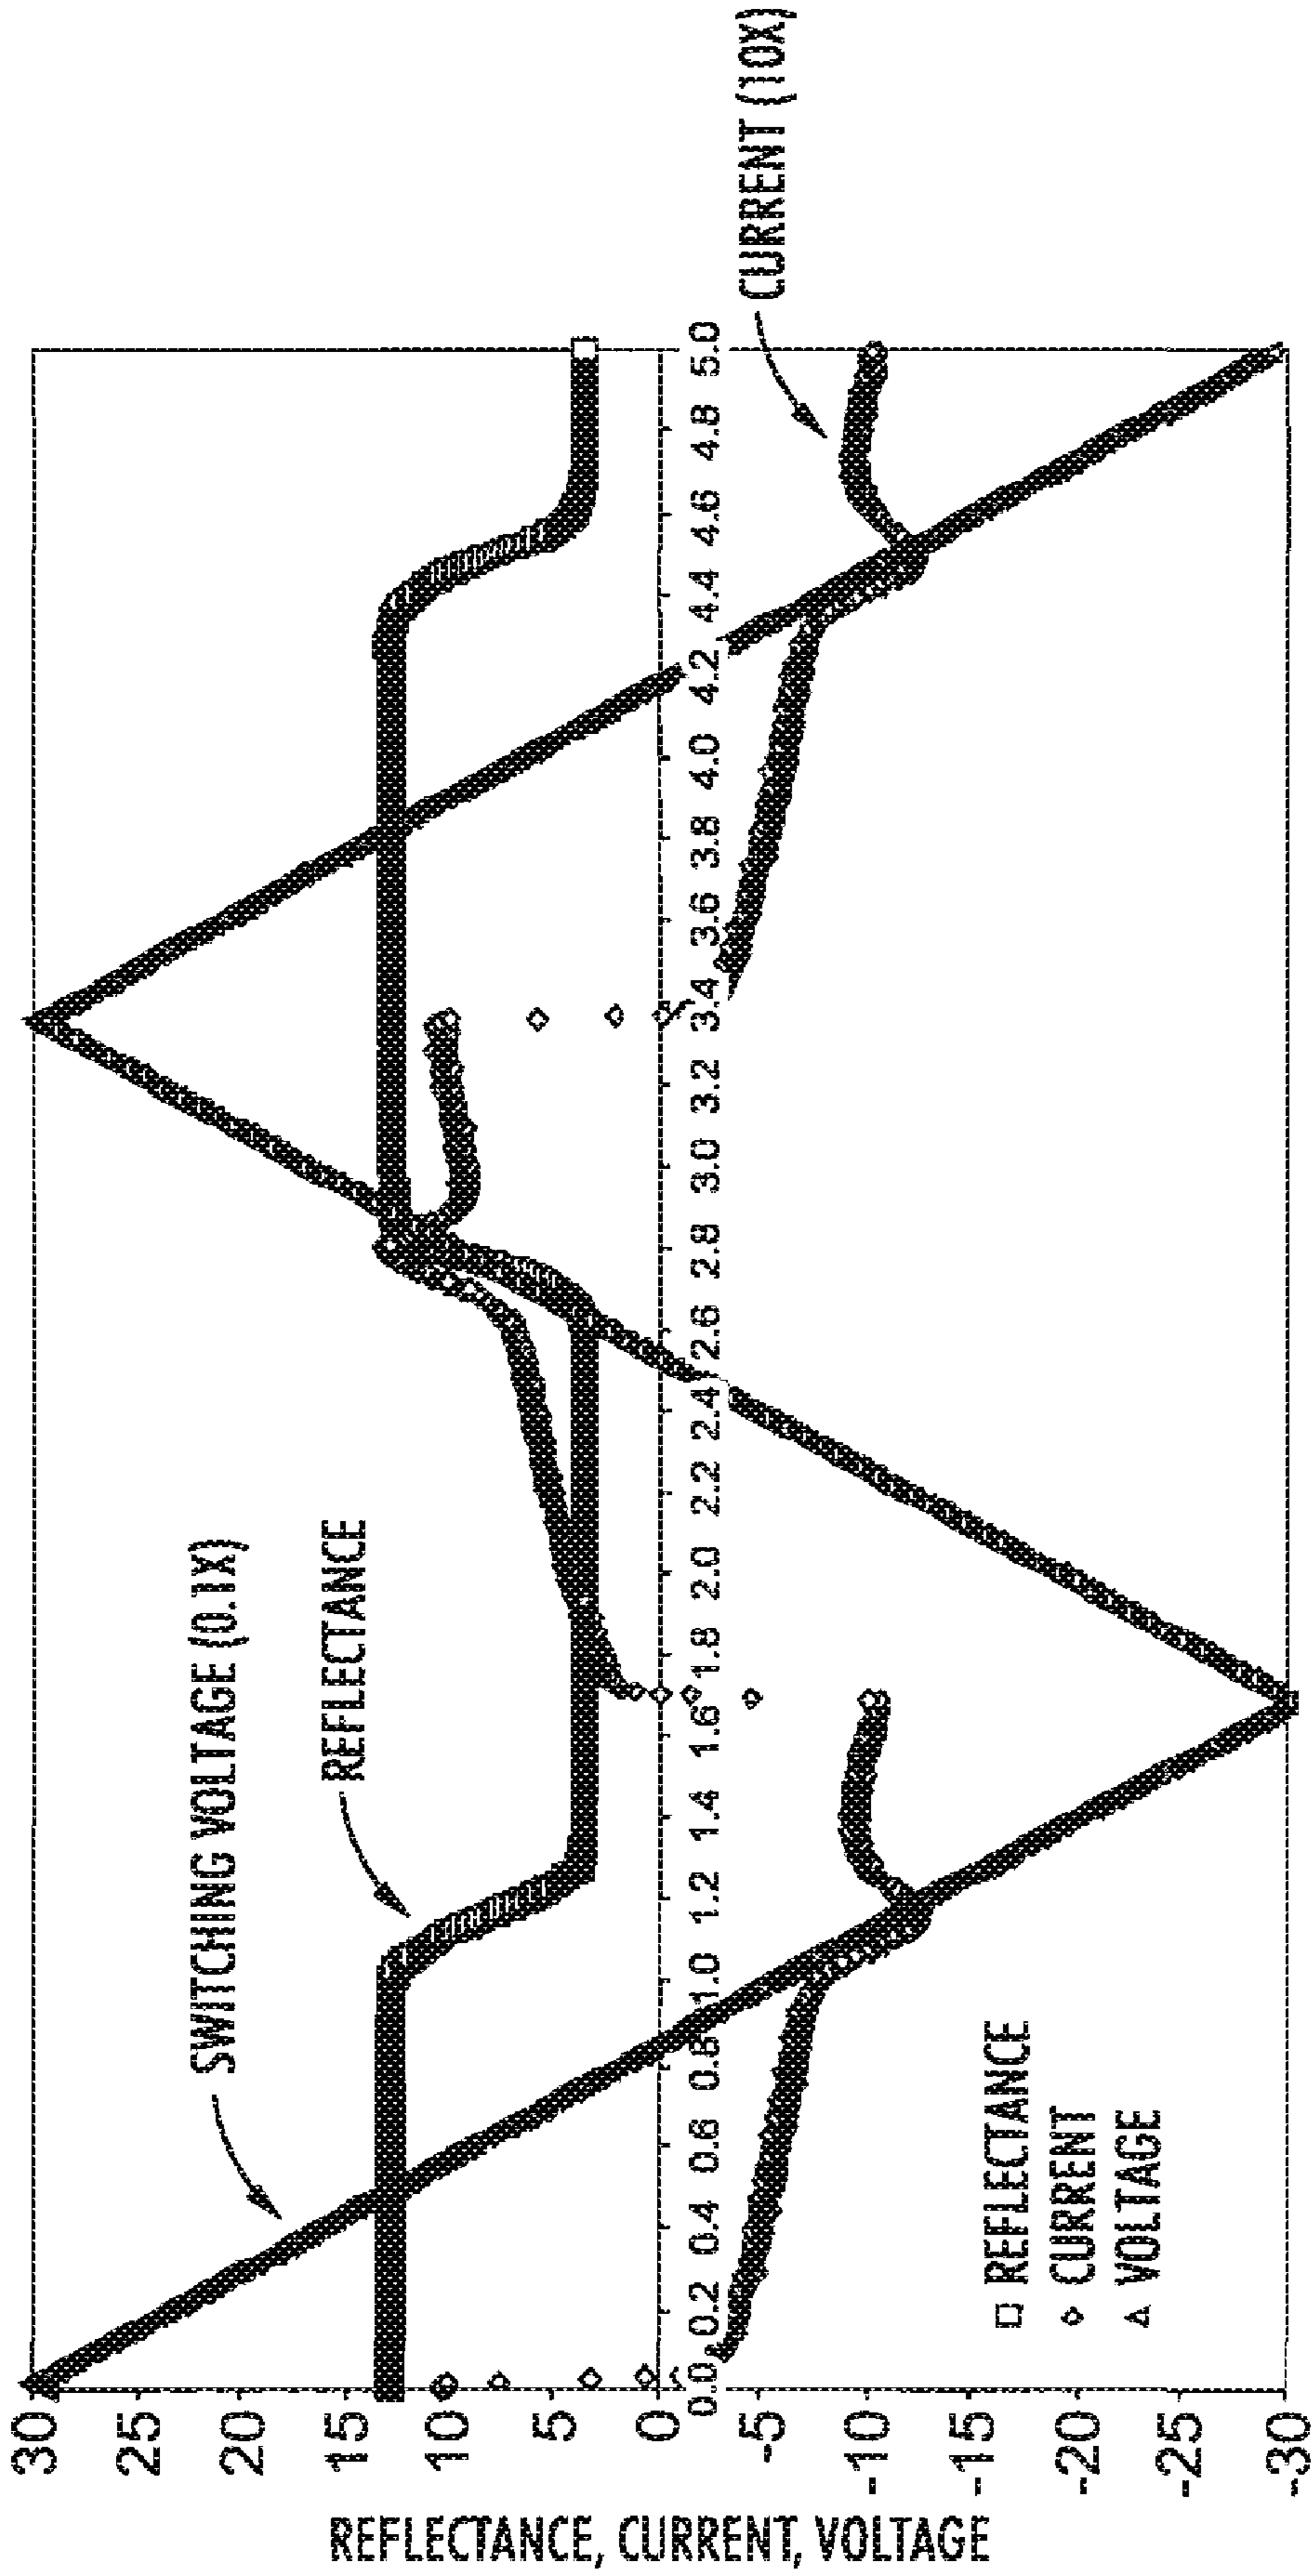 SWITCHING VOLTAGE (0.1X)
REFLECTANCE
CURRENT (10X)
REFLECTANCE, CURRENT, VOLTAGE
30
25
20
15
10
5
0
-5
-10
-15
-20
-25
-30
0.0 0.2 0.4 0.6 0.8 1.0 1.2 1.4 1.6 1.8 2.0 2.2 2.4 2.6 2.8 3.0 3.2 3.4 3.6 3.8 4.0 4.2 4.4 4.6 4.8 5.0
REFLECTANCE
CURRENT
VOLTAGE